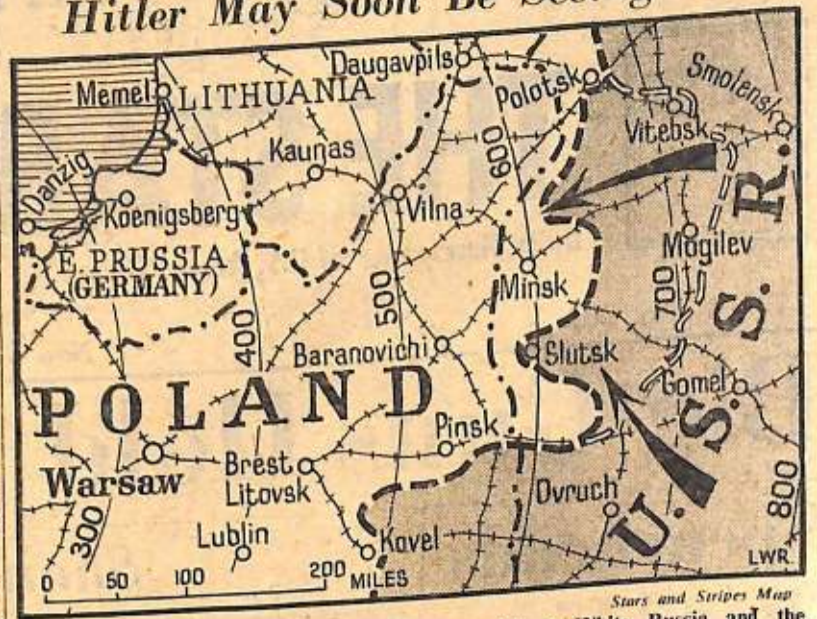 Hitler May Soon Be
Daugavpils
Polotsk
Smolensk
Memel
LITHUANIA
Vitebsk
Kaunas
600
Danzig
Koenigsberg
Vilna
E. PRUSSIA
(GERMANY)
Mogilev
Minsk
500
700
400
Baranovichi
Slutsk
Gomel
POLAND
U. S. S. R.
Pinsk
Warsaw
Brest
Litovsk
Ovruch
800
300
Lublin
Kovel
0 50 100 200 MILES
LWR
Stars and Stripes Map
Russia and the